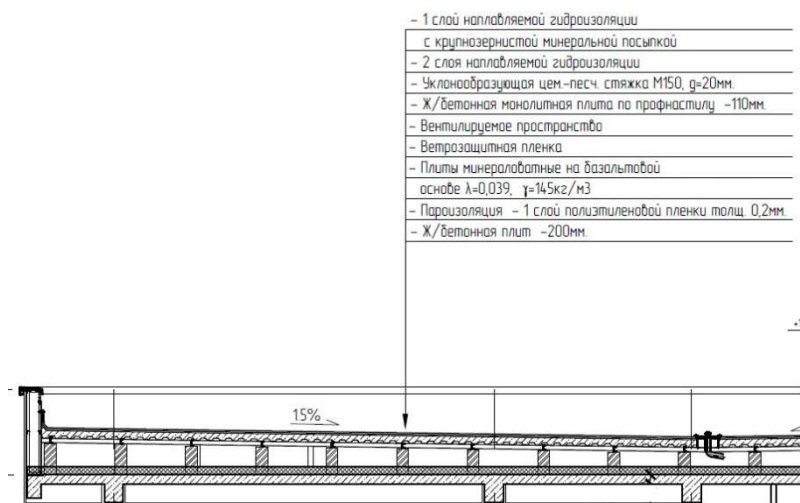 - 1 слой наплавляемой гидроизоляции
с крупнозернистой минеральной посыпкой
- 2 слоя наплавляемой гидроизоляции
- Уклонообразующая цем.-песч. стяжка М150, g=20мм.
- Ж/бетонная монолитная плита по профнастилу -110мм.
- Вентилируемое пространство
- Ветрозащитная пленка
- Плиты минераловатные на базальтовой
основе λ=0,039, γ=145кг/м3
- Пароизоляция - 1 слой полиэтиленовой пленки толщ. 0,2мм.
- Ж/бетонная плит -200мм.
15%